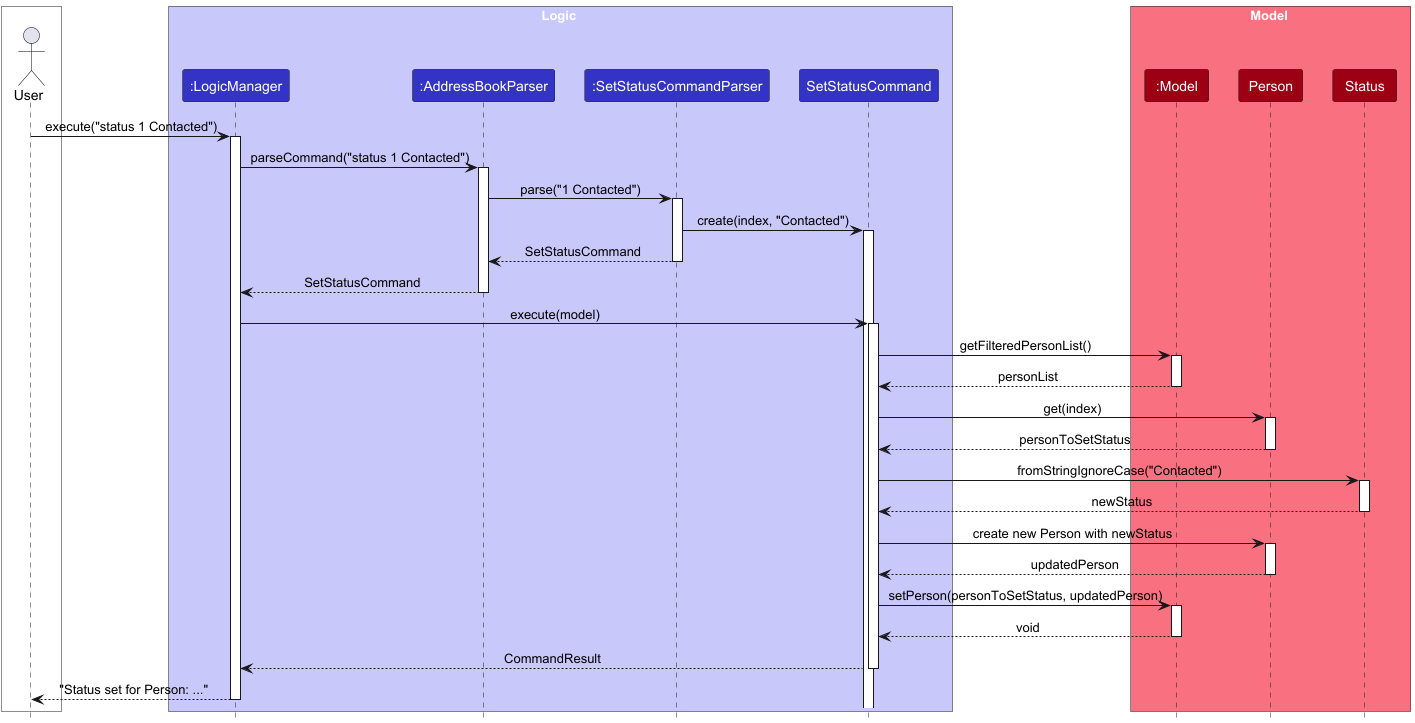 Logic
Model
User
:LogicManager
:AddressBookParser
:SetStatusCommandParser
SetStatusCommand
:Model
Person
Status
execute("status 1 Contacted")
parseCommand("status 1 Contacted")
parse("1 Contacted")
create(index, "Contacted")
SetStatusCommand
SetStatusCommand
execute(model)
getFilteredPersonList()
personList
get(index)
personToSetStatus
fromStringIgnoreCase("Contacted")
newStatus
create new Person with newStatus
updatedPerson
setPerson(personToSetStatus, updatedPerson)
void
CommandResult
"Status set for Person: ..."